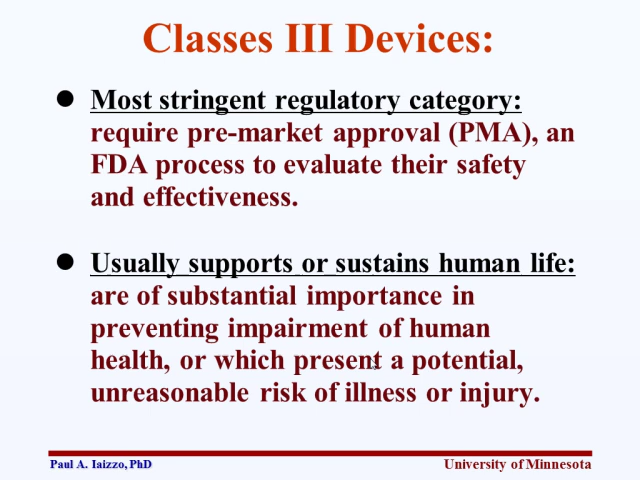 Classes III Devices:
● Most stringent regulatory category:
require pre-market approval (PMA), an
FDA process to evaluate their safety
and effectiveness.
● Usually supports or sustains human life:
are of substantial importance in
preventing impairment of human
health, or which present a potential,
unreasonable risk of illness or injury.
Paul A. Iaizzo, PhD
University of Minnesota